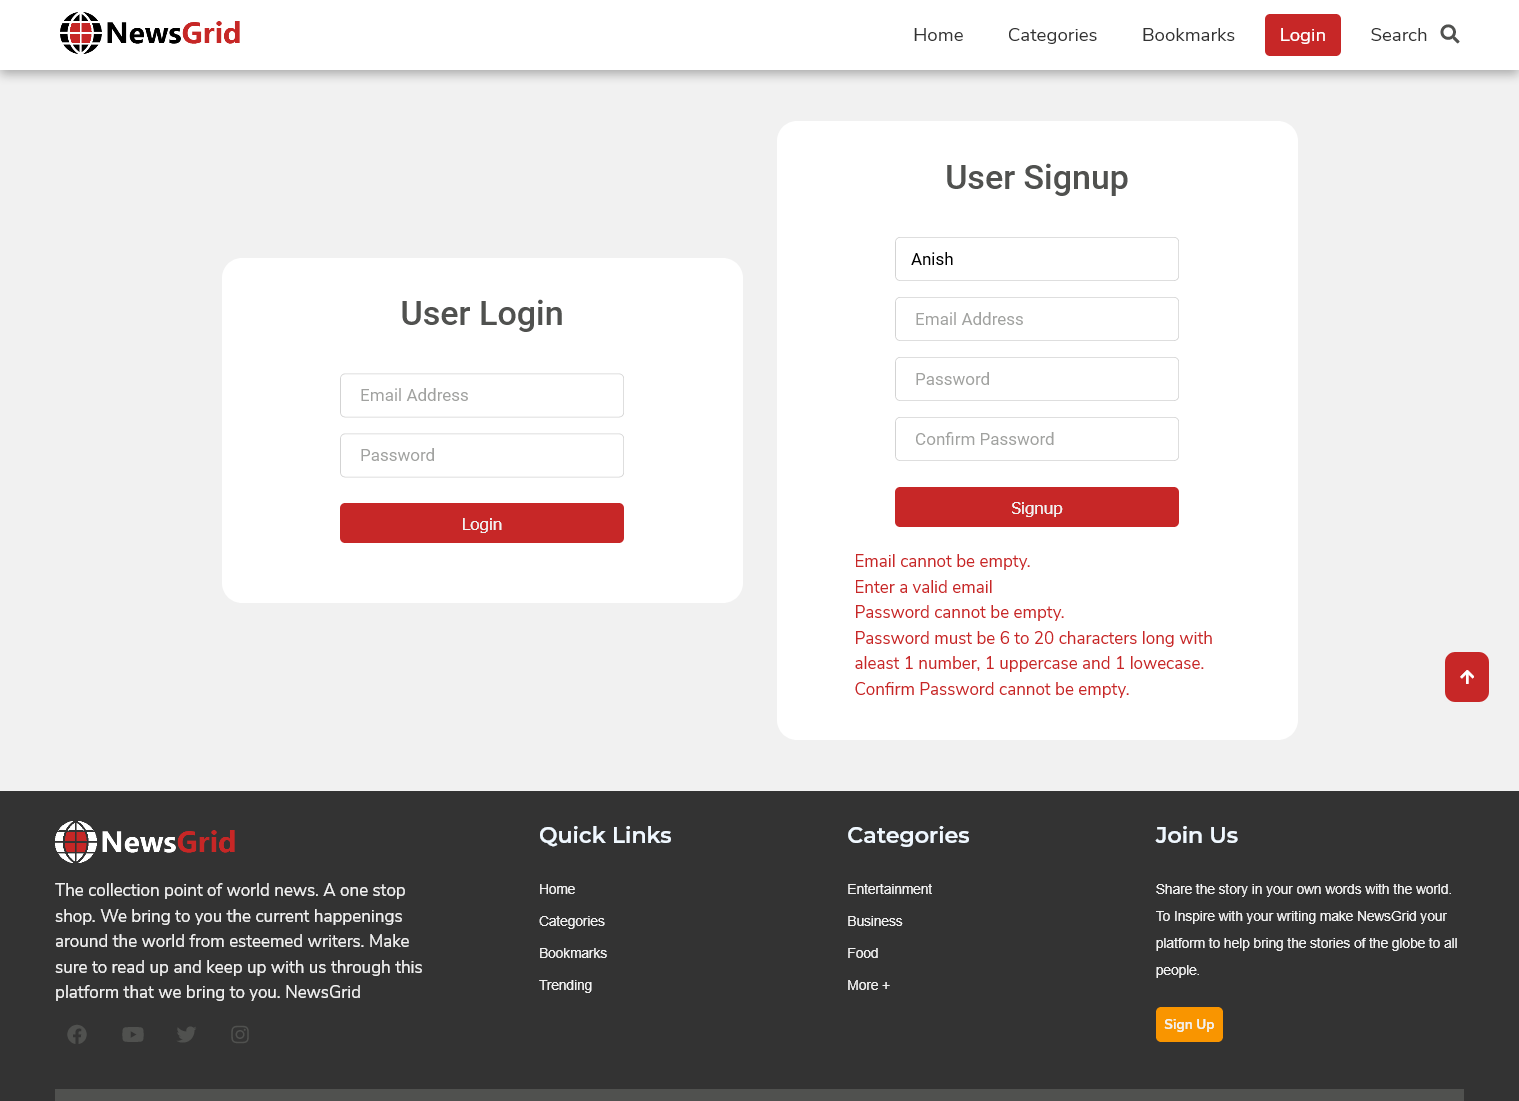 NewsGrid
Home
Categories
Bookmarks
Login
Search
User Login
Email Address
Password
Login
User Signup
Anish
Email Address
Password
Confirm Password
Signup
Email cannot be empty.
Enter a valid email
Password cannot be empty.
Password must be 6 to 20 characters long with
aleast 1 number, 1 uppercase and 1 lowecase.
Confirm Password cannot be empty.
NewsGrid
The collection point of world news. A one stop
shop. We bring to you the current happenings
around the world from esteemed writers. Make
sure to read up and keep up with us through this
platform that we bring to you. NewsGrid
Quick Links
Home
Categories
Bookmarks
Trending
Categories
Entertainment
Business
Food
More +
Join Us
Share the story in your own words with the world.
To Inspire with your writing make NewsGrid your
platform to help bring the stories of the globe to all
people.
Sign Up